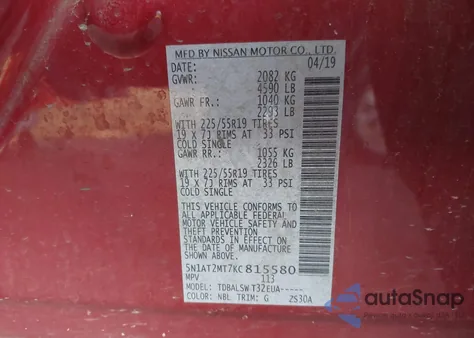 MFD BY NISSAN MOTOR CO., LTD.
DATE: 04/19
GVWR: 2082 KG
4590 LB
GAWR FR.: 1040 KG
2293 LB
WITH 225/55R19 TIRES
19 X 7J RIMS AT 33 PSI
COLD SINGLE
GAWR RR.: 1055 KG
2326 LB
WITH 225/55R19 TIRES
19 X 7J RIMS AT 33 PSI
COLD SINGLE
THIS VEHICLE CONFORMS TO
ALL APPLICABLE FEDERAL
MOTOR VEHICLE SAFETY AND
THEFT PREVENTION
STANDARDS IN EFFECT ON
THE DATE OF MANUFACTURE
SHOWN ABOVE.
5N1AT2MT7KC815580
MPV 113
MODEL: TDBALSWT32EUA-----
COLOR: NBL TRIM: G 2S30A
autoSnap
Instant Car Data